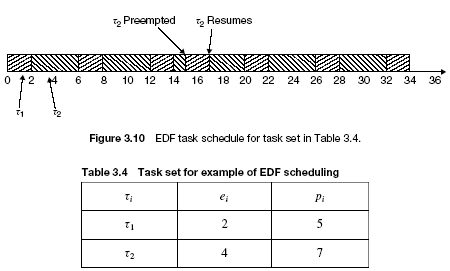 τ2 Preempted τ2 Resumes
0 2 4 6 8 10 12 14 16 18 20 22 24 26 28 30 32 34 36
τ1 τ2
Figure 3.10 EDF task schedule for task set in Table 3.4.
Table 3.4 Task set for example of EDF scheduling
τi ei pi
τ1 2 5
τ2 4 7